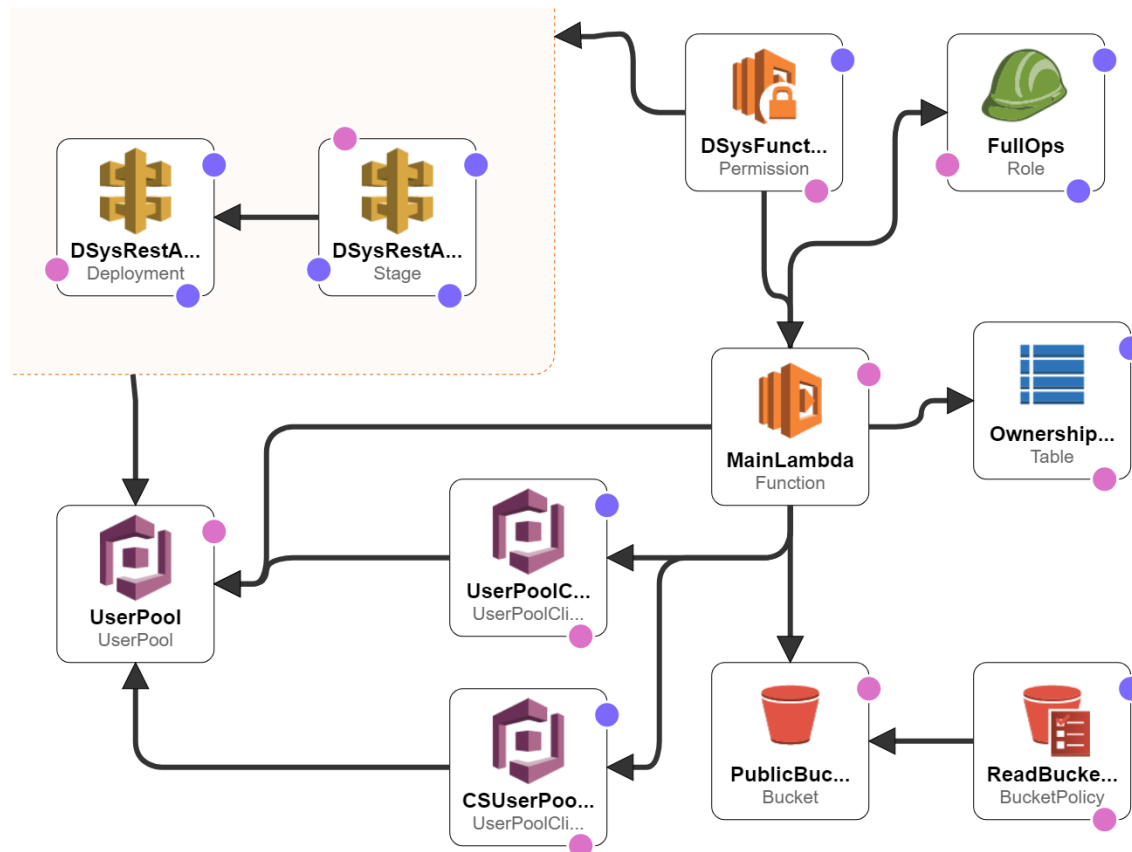 DSysFunct...
Permission
FullOps
Role
DSysRestA...
Deployment
DSysRestA...
Stage
MainLambda
Function
Ownership...
Table
UserPool
UserPool
UserPoolC...
UserPoolCli...
CSUserPoo...
UserPoolCli...
PublicBuc...
Bucket
ReadBucke...
BucketPolicy